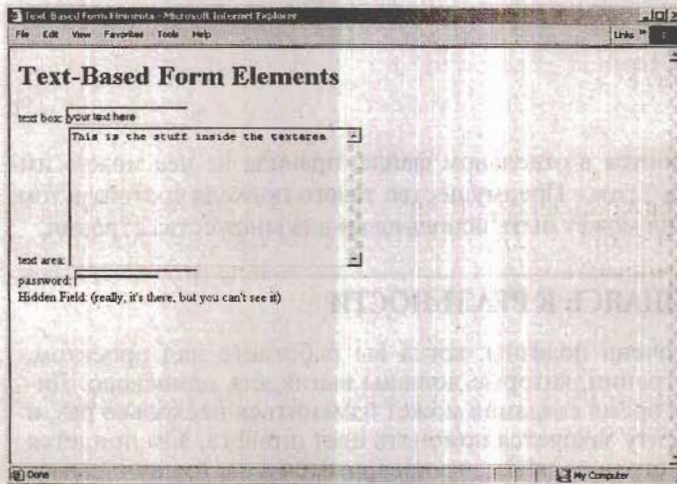 Text-Based Form Elements - Microsoft Internet Explorer
File Edit View Favorites Tools Help
Links »
Text-Based Form Elements
text box: your text here
This is the stuff inside the textarea
text area:
password:
Hidden Field: (really, it's there, but you can't see it)
Done
My Computer